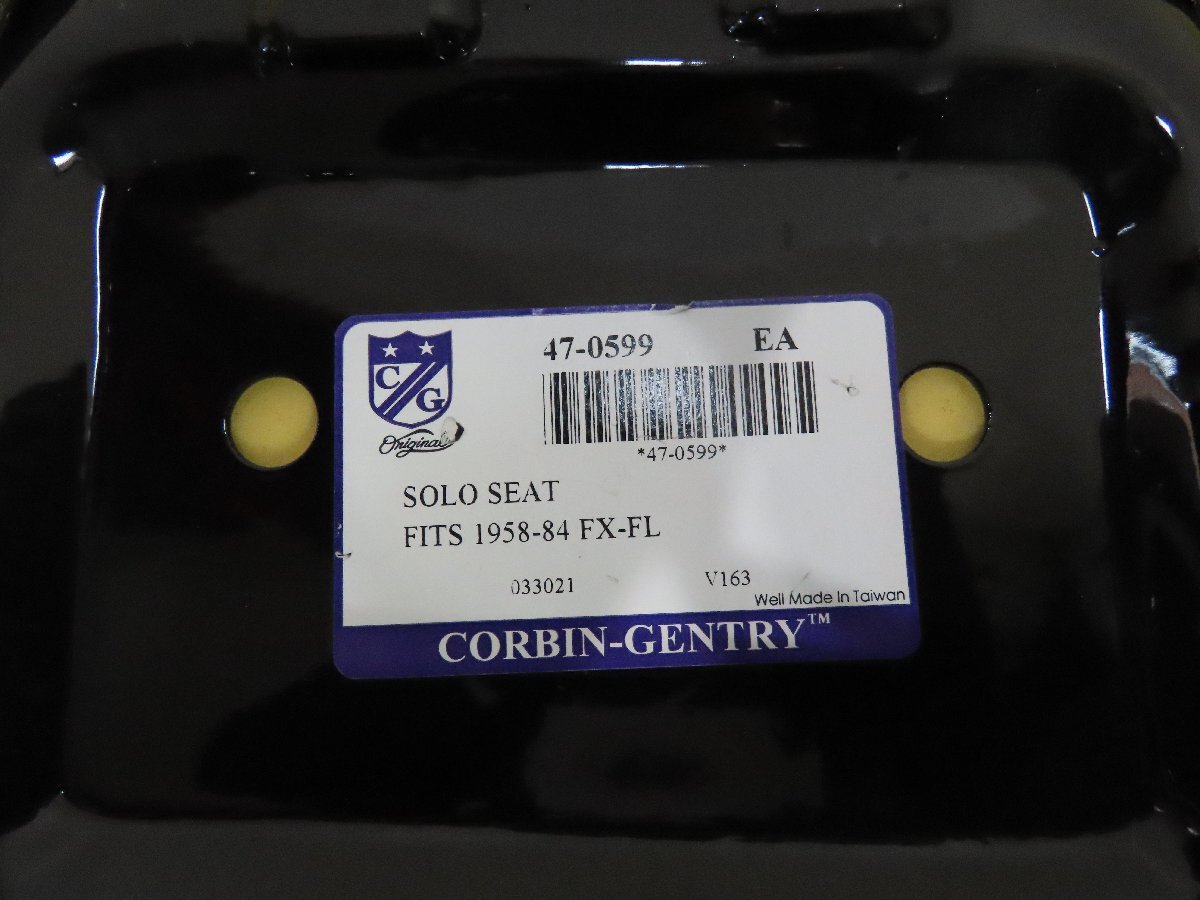 C G
Original
47-0599 EA
*47-0599*
SOLO SEAT
FITS 1958-84 FX-FL
033021 V163
Well Made In Taiwan
CORBIN-GENTRY™